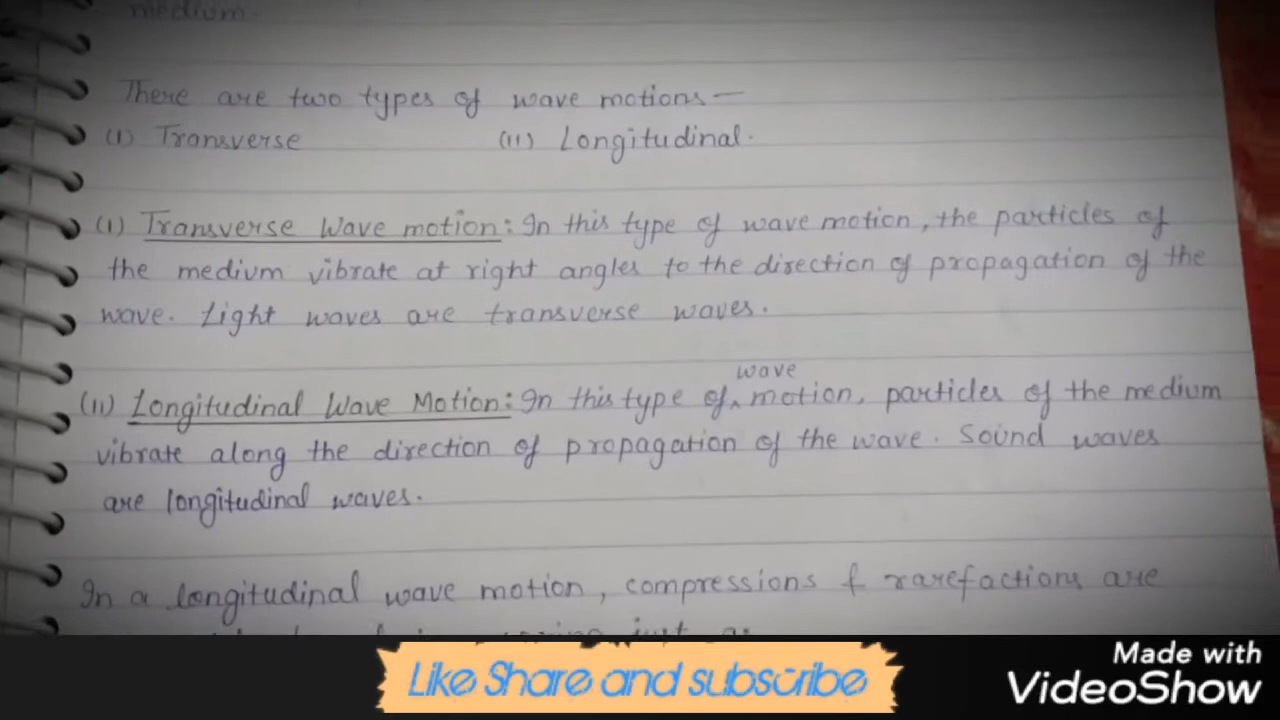 medium.
There are two types of wave motions—
(I) Transverse (II) Longitudinal.
(I) Transverse Wave motion: In this type of wave motion, the particles of
the medium vibrate at right angles to the direction of propagation of the
wave. Light waves are transverse waves.
wave
(II) Longitudinal Wave Motion: In this type of ‸ motion, particles of the medium
vibrate along the direction of propagation of the wave. Sound waves
are longitudinal waves.
In a longitudinal wave motion, compressions & rarefactions are
just as
Like Share and subscribe
Made with
VideoShow